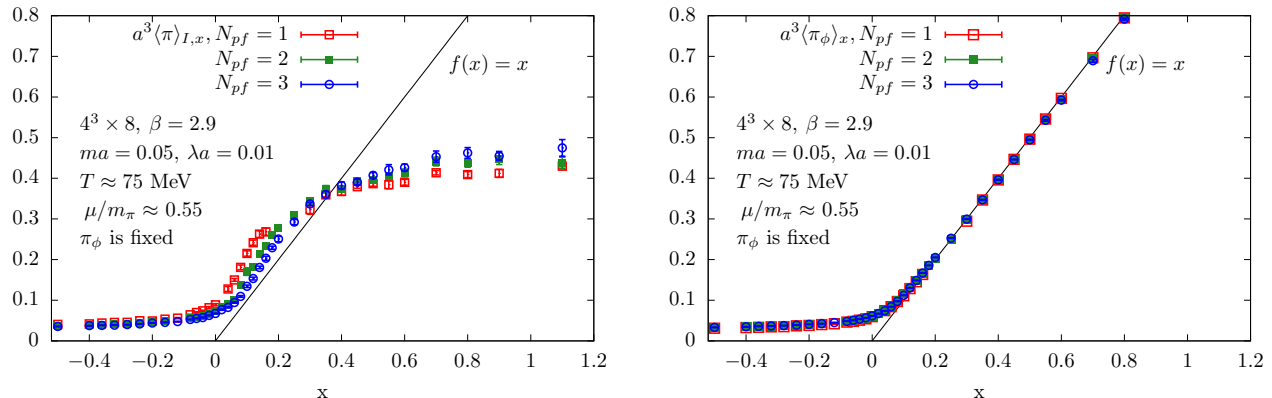 0.8
0.7
0.6
0.5
0.4
0.3
0.2
0.1
0
−0.4 −0.2 0 0.2 0.4 0.6 0.8 1 1.2
x
a³⟨π⟩_{I,x}, N_{pf} = 1
N_{pf} = 2
N_{pf} = 3
f(x) = x
4³ × 8, β = 2.9
ma = 0.05, λa = 0.01
T ≈ 75 MeV
μ/m_π ≈ 0.55
π_ϕ is fixed
0.8
0.7
0.6
0.5
0.4
0.3
0.2
0.1
0
−0.4 −0.2 0 0.2 0.4 0.6 0.8 1 1.2
x
a³⟨π_ϕ⟩_x, N_{pf} = 1
N_{pf} = 2
N_{pf} = 3
f(x) = x
4³ × 8, β = 2.9
ma = 0.05, λa = 0.01
T ≈ 75 MeV
μ/m_π ≈ 0.55
π_ϕ is fixed